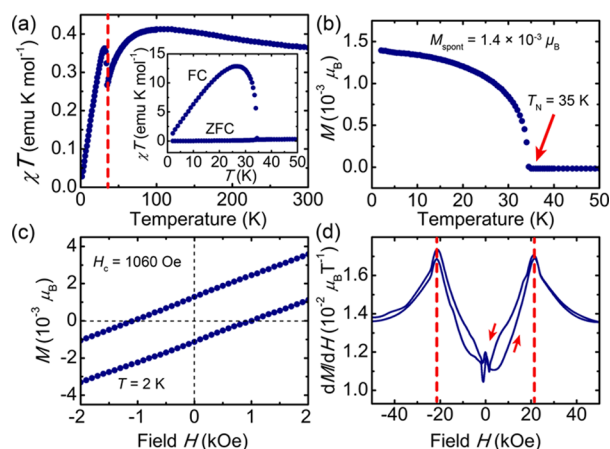 (a)
χT (emu K mol⁻¹)
0.4
0.3
0.2
0.1
0.0
0 100 200 300
Temperature (K)
χT (emu K mol⁻¹)
15
10
5
0
FC
ZFC
0 10 20 30 40 50
T (K)
(b)
M (10⁻³ μB)
1.5
1.0
0.5
0.0
Mspont = 1.4 × 10⁻³ μB
TN = 35 K
0 10 20 30 40 50
Temperature (K)
(c)
M (10⁻³ μB)
4
2
0
-2
-4
Hc = 1060 Oe
T = 2 K
-2 -1 0 1 2
Field H (kOe)
(d)
dM/dH (10⁻² μB T⁻¹)
1.6
1.4
1.2
1.0
-40 -20 0 20 40
Field H (kOe)